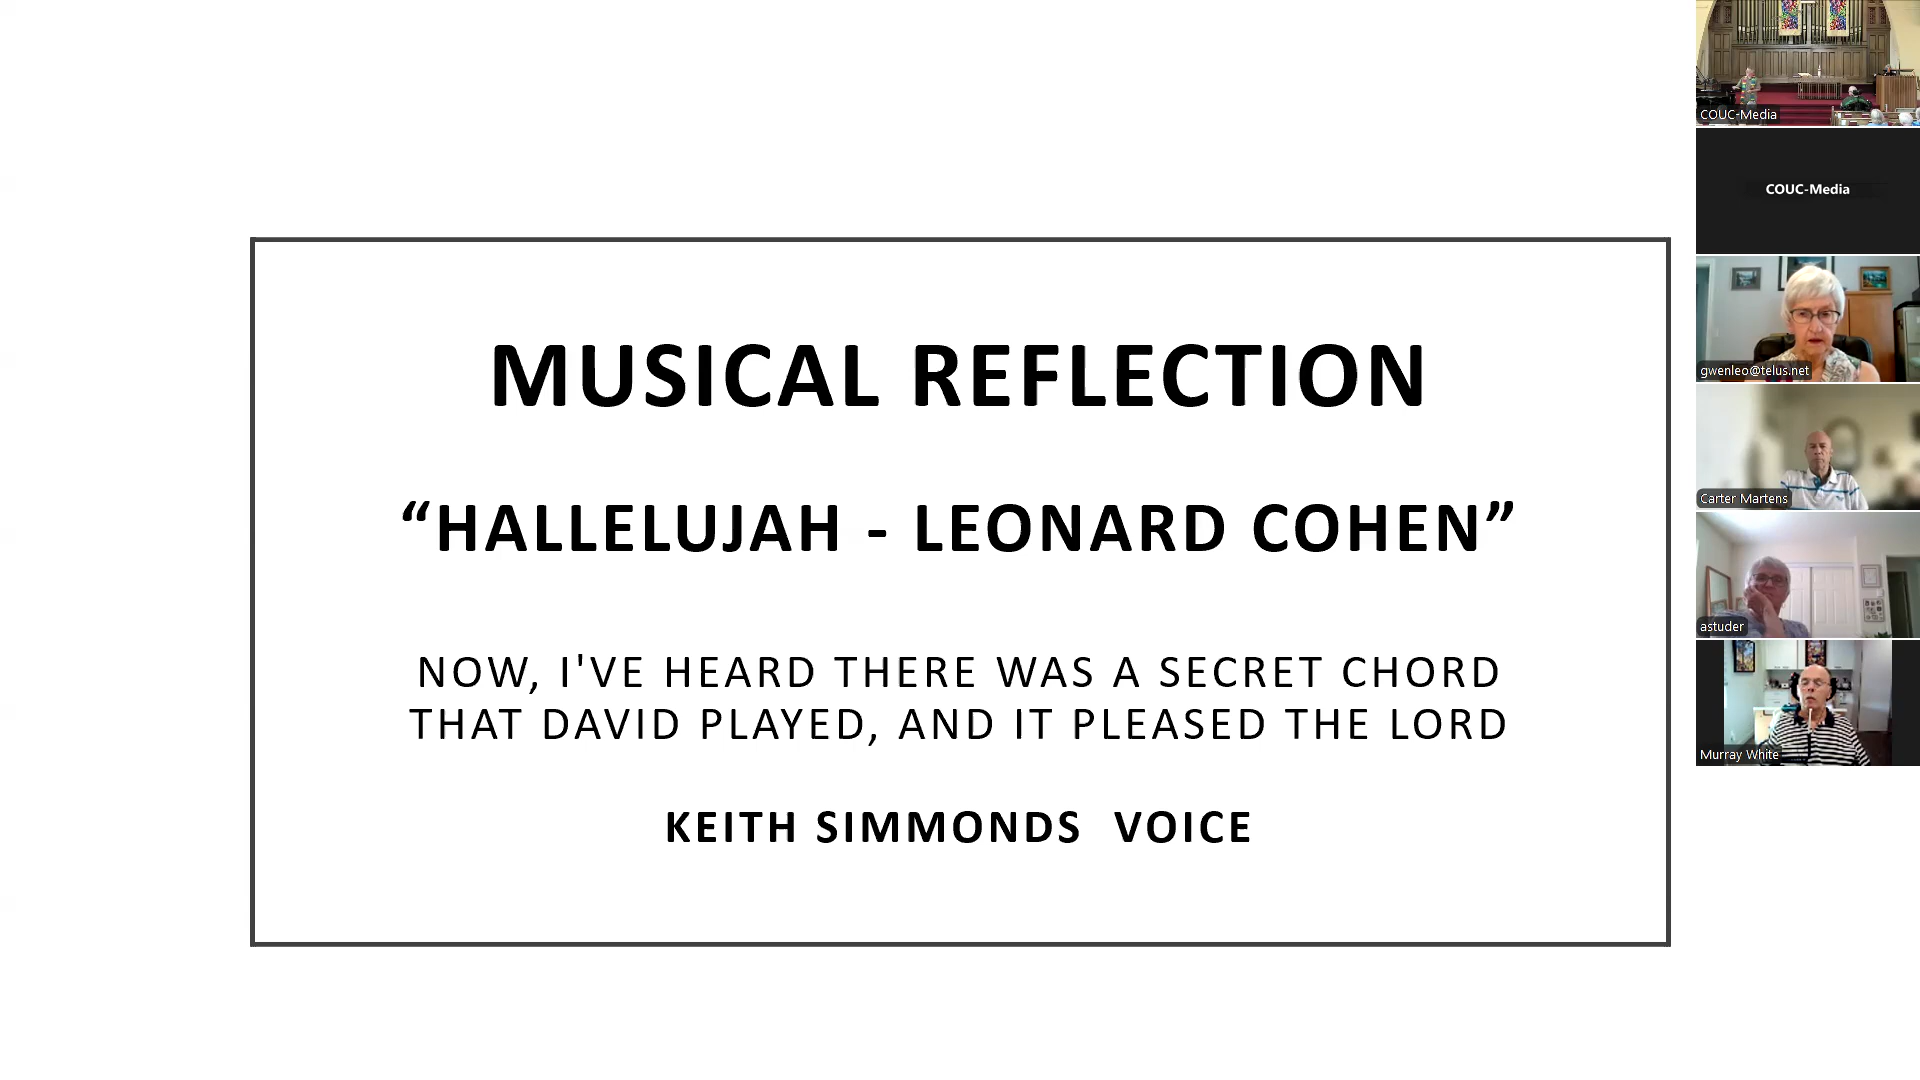 MUSICAL REFLECTION
“HALLELUJAH - LEONARD COHEN”
NOW, I'VE HEARD THERE WAS A SECRET CHORD
THAT DAVID PLAYED, AND IT PLEASED THE LORD
KEITH SIMMONDS VOICE
COUC-Media
COUC-Media
gwenleo@telus.net
Carter Martens
astuder
Murray White